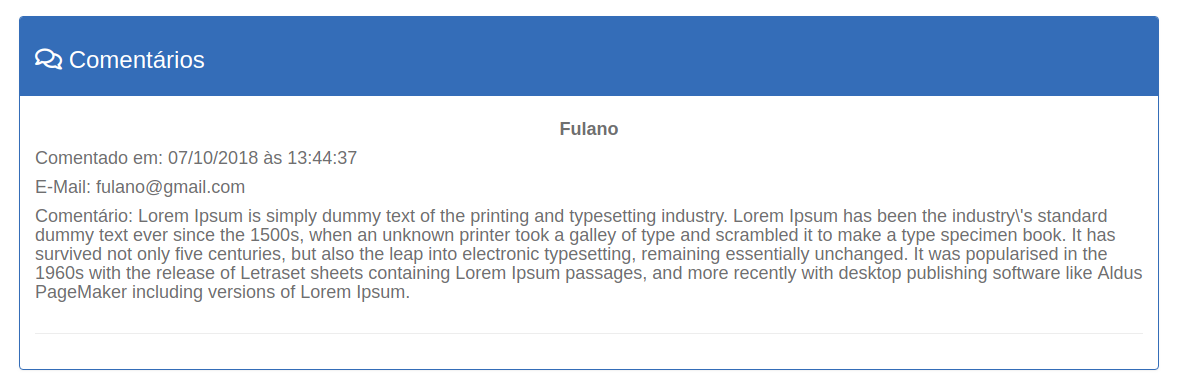 Comentários
Fulano
Comentado em: 07/10/2018 às 13:44:37
E-Mail: fulano@gmail.com
Comentário: Lorem Ipsum is simply dummy text of the printing and typesetting industry. Lorem Ipsum has been the industry\'s standard
dummy text ever since the 1500s, when an unknown printer took a galley of type and scrambled it to make a type specimen book. It has
survived not only five centuries, but also the leap into electronic typesetting, remaining essentially unchanged. It was popularised in the
1960s with the release of Letraset sheets containing Lorem Ipsum passages, and more recently with desktop publishing software like Aldus
PageMaker including versions of Lorem Ipsum.